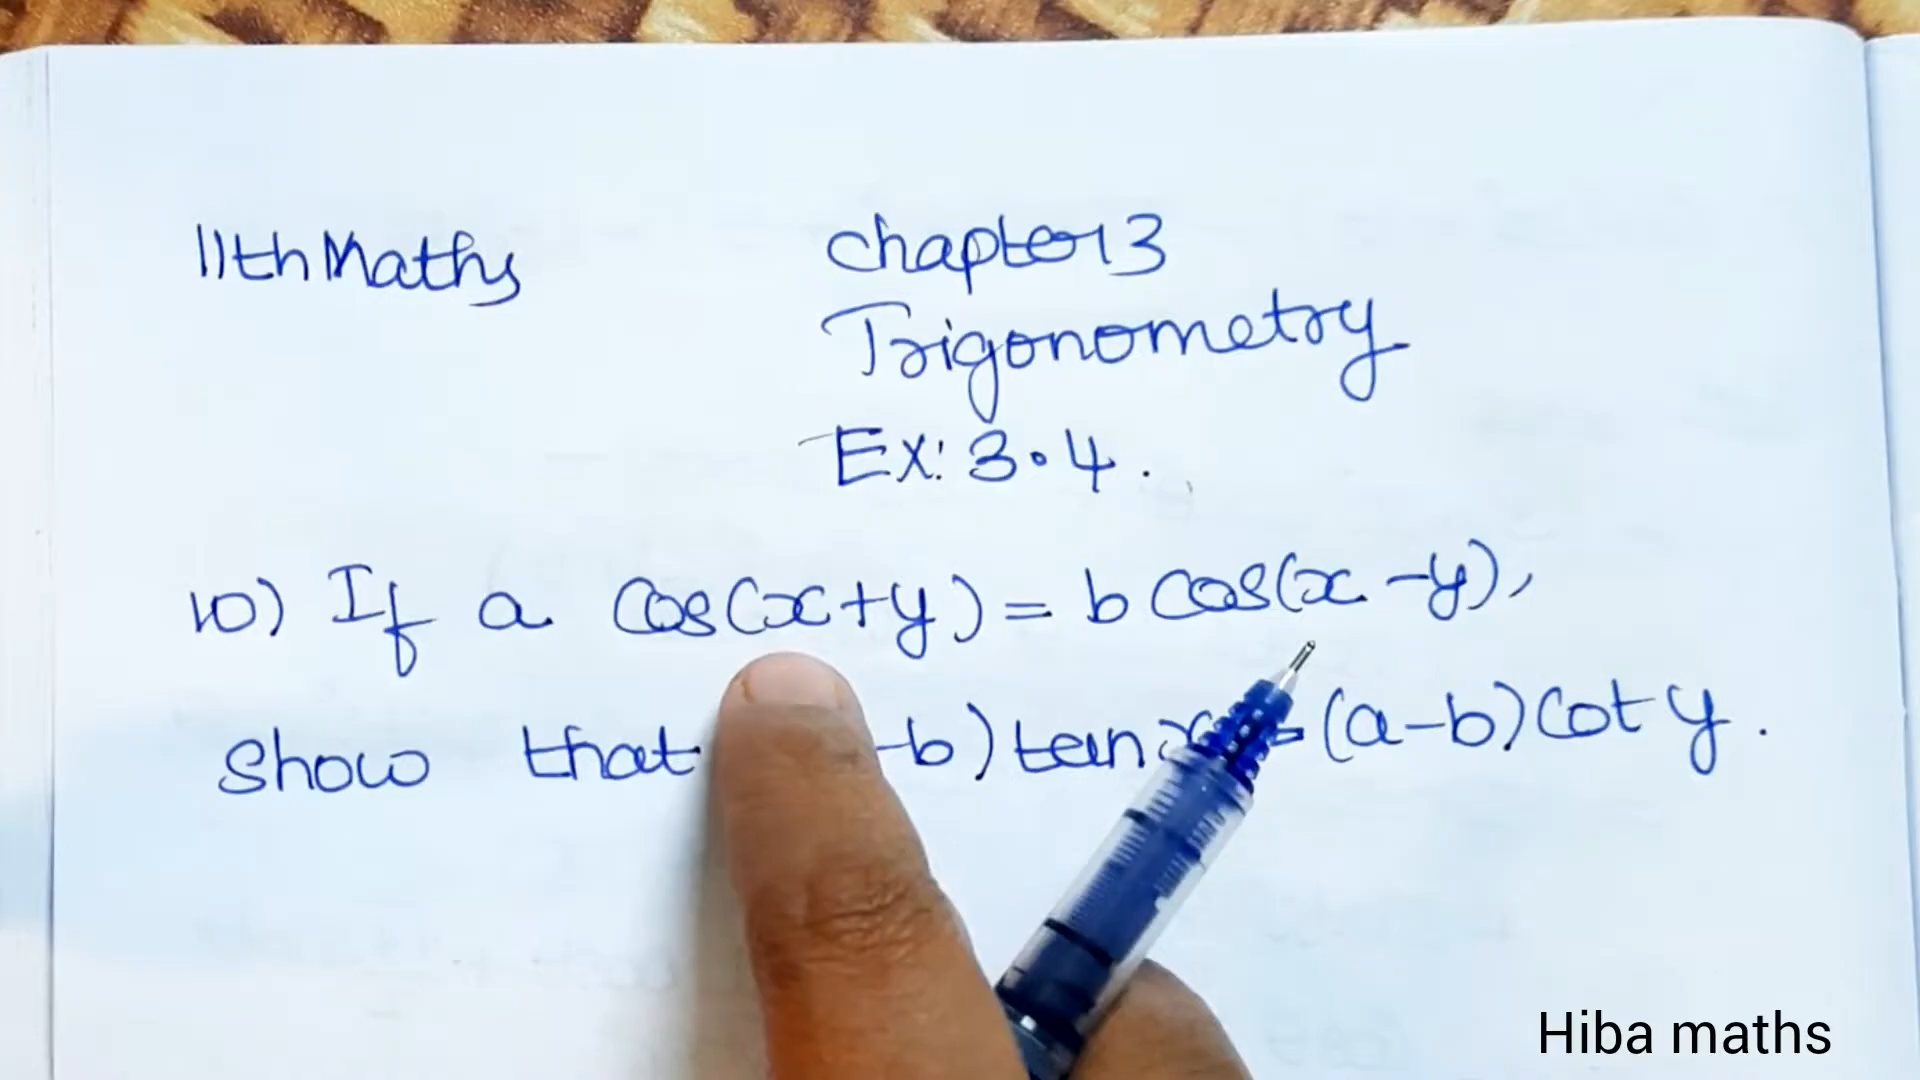 11th Maths
chapter 3
Trigonometry
Ex: 3.4.
10) If a cos(x+y) = b cos(x-y),
Show that -b) tan x = (a-b) cot y.
Hiba maths